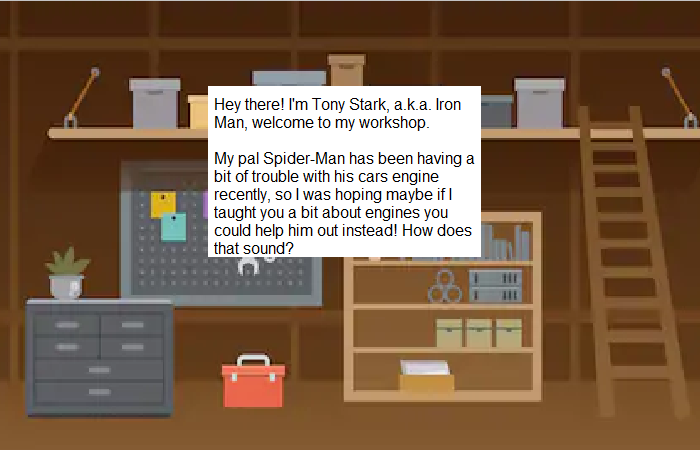 Hey there! I'm Tony Stark, a.k.a. Iron
Man, welcome to my workshop.
My pal Spider-Man has been having a
bit of trouble with his cars engine
recently, so I was hoping maybe if I
taught you a bit about engines you
could help him out instead! How does
that sound?